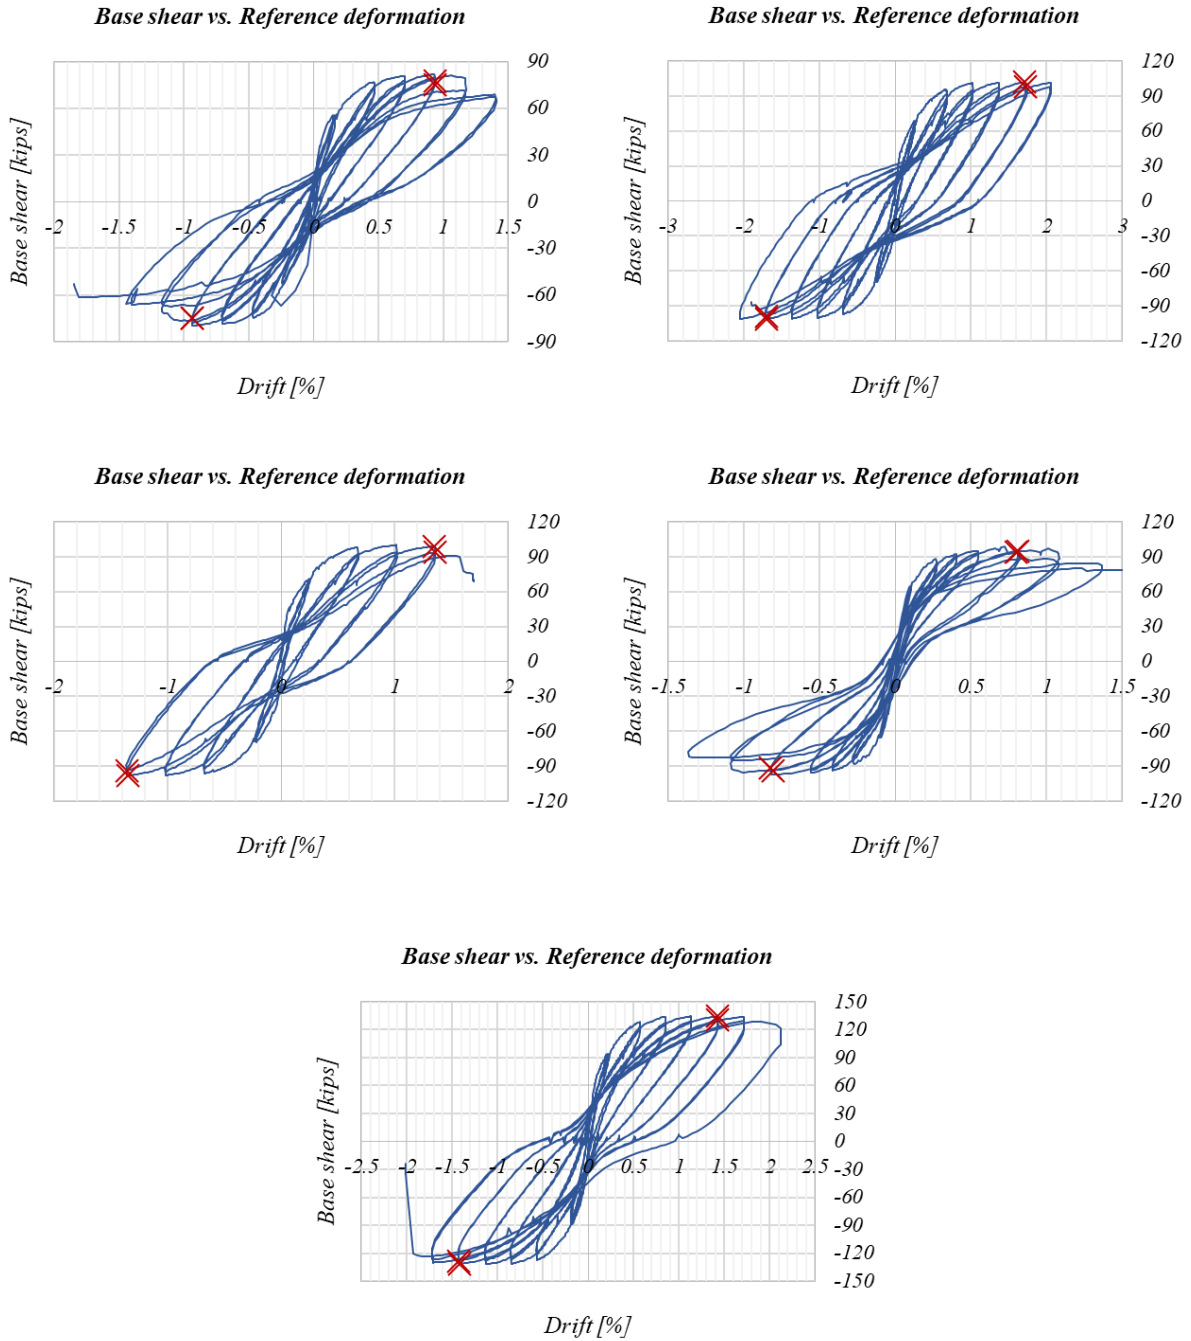 Base shear vs. Reference deformation
Base shear vs. Reference deformation
90
60
30
0
-30
-60
-90
-2 -1.5 -1 -0.5 0 0.5 1 1.5
Base shear [kips]
Drift [%]
120
90
60
30
0
-30
-60
-90
-120
-3 -2 -1 0 1 2 3
Base shear [kips]
Drift [%]
Base shear vs. Reference deformation
Base shear vs. Reference deformation
120
90
60
30
0
-30
-60
-90
-120
-2 -1 0 1 2
Base shear [kips]
Drift [%]
120
90
60
30
0
-30
-60
-90
-120
-1.5 -1 -0.5 0 0.5 1 1.5
Base shear [kips]
Drift [%]
Base shear vs. Reference deformation
150
120
90
60
30
0
-30
-60
-90
-120
-150
-2.5 -2 -1.5 -1 -0.5 0 0.5 1 1.5 2 2.5
Base shear [kips]
Drift [%]